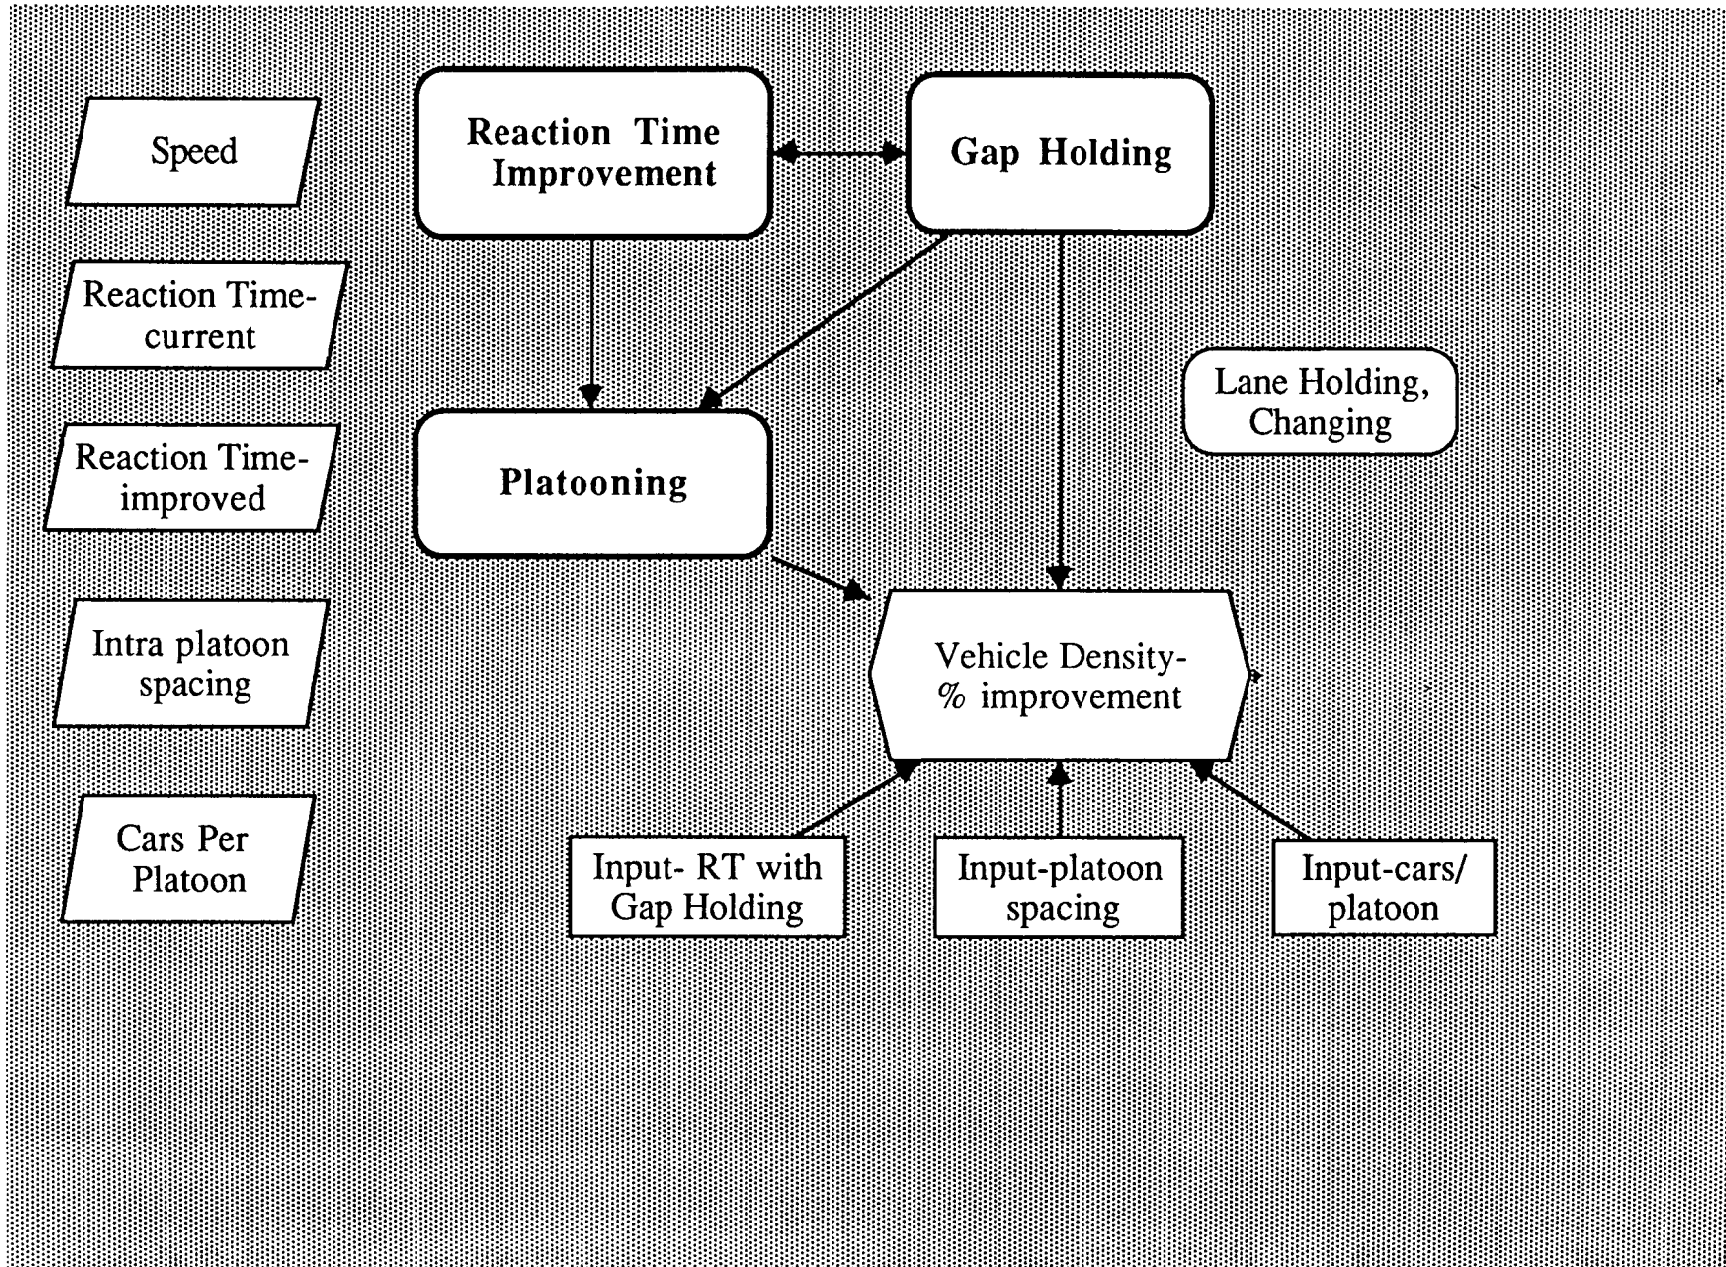 Speed
Reaction Time
Improvement
Gap Holding
Reaction Time-
current
Lane Holding,
Changing
Reaction Time-
improved
Platooning
Intra platoon
spacing
Vehicle Density-
% improvement
Cars Per
Platoon
Input- RT with
Gap Holding
Input-platoon
spacing
Input-cars/
platoon